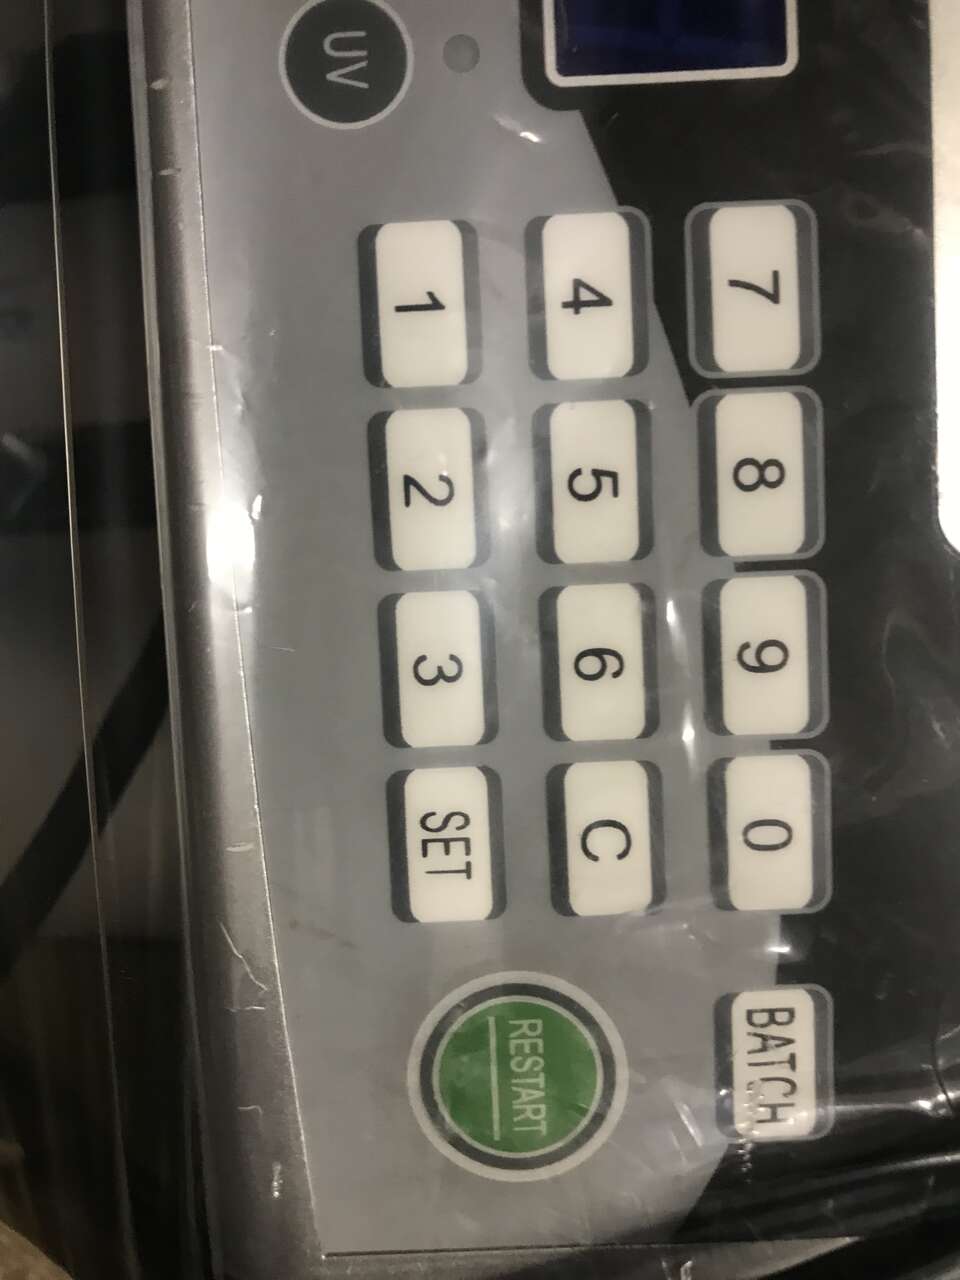 7 8 9 0 BATCH
4 5 6 C
RESTART
1 2 3 SET
UV